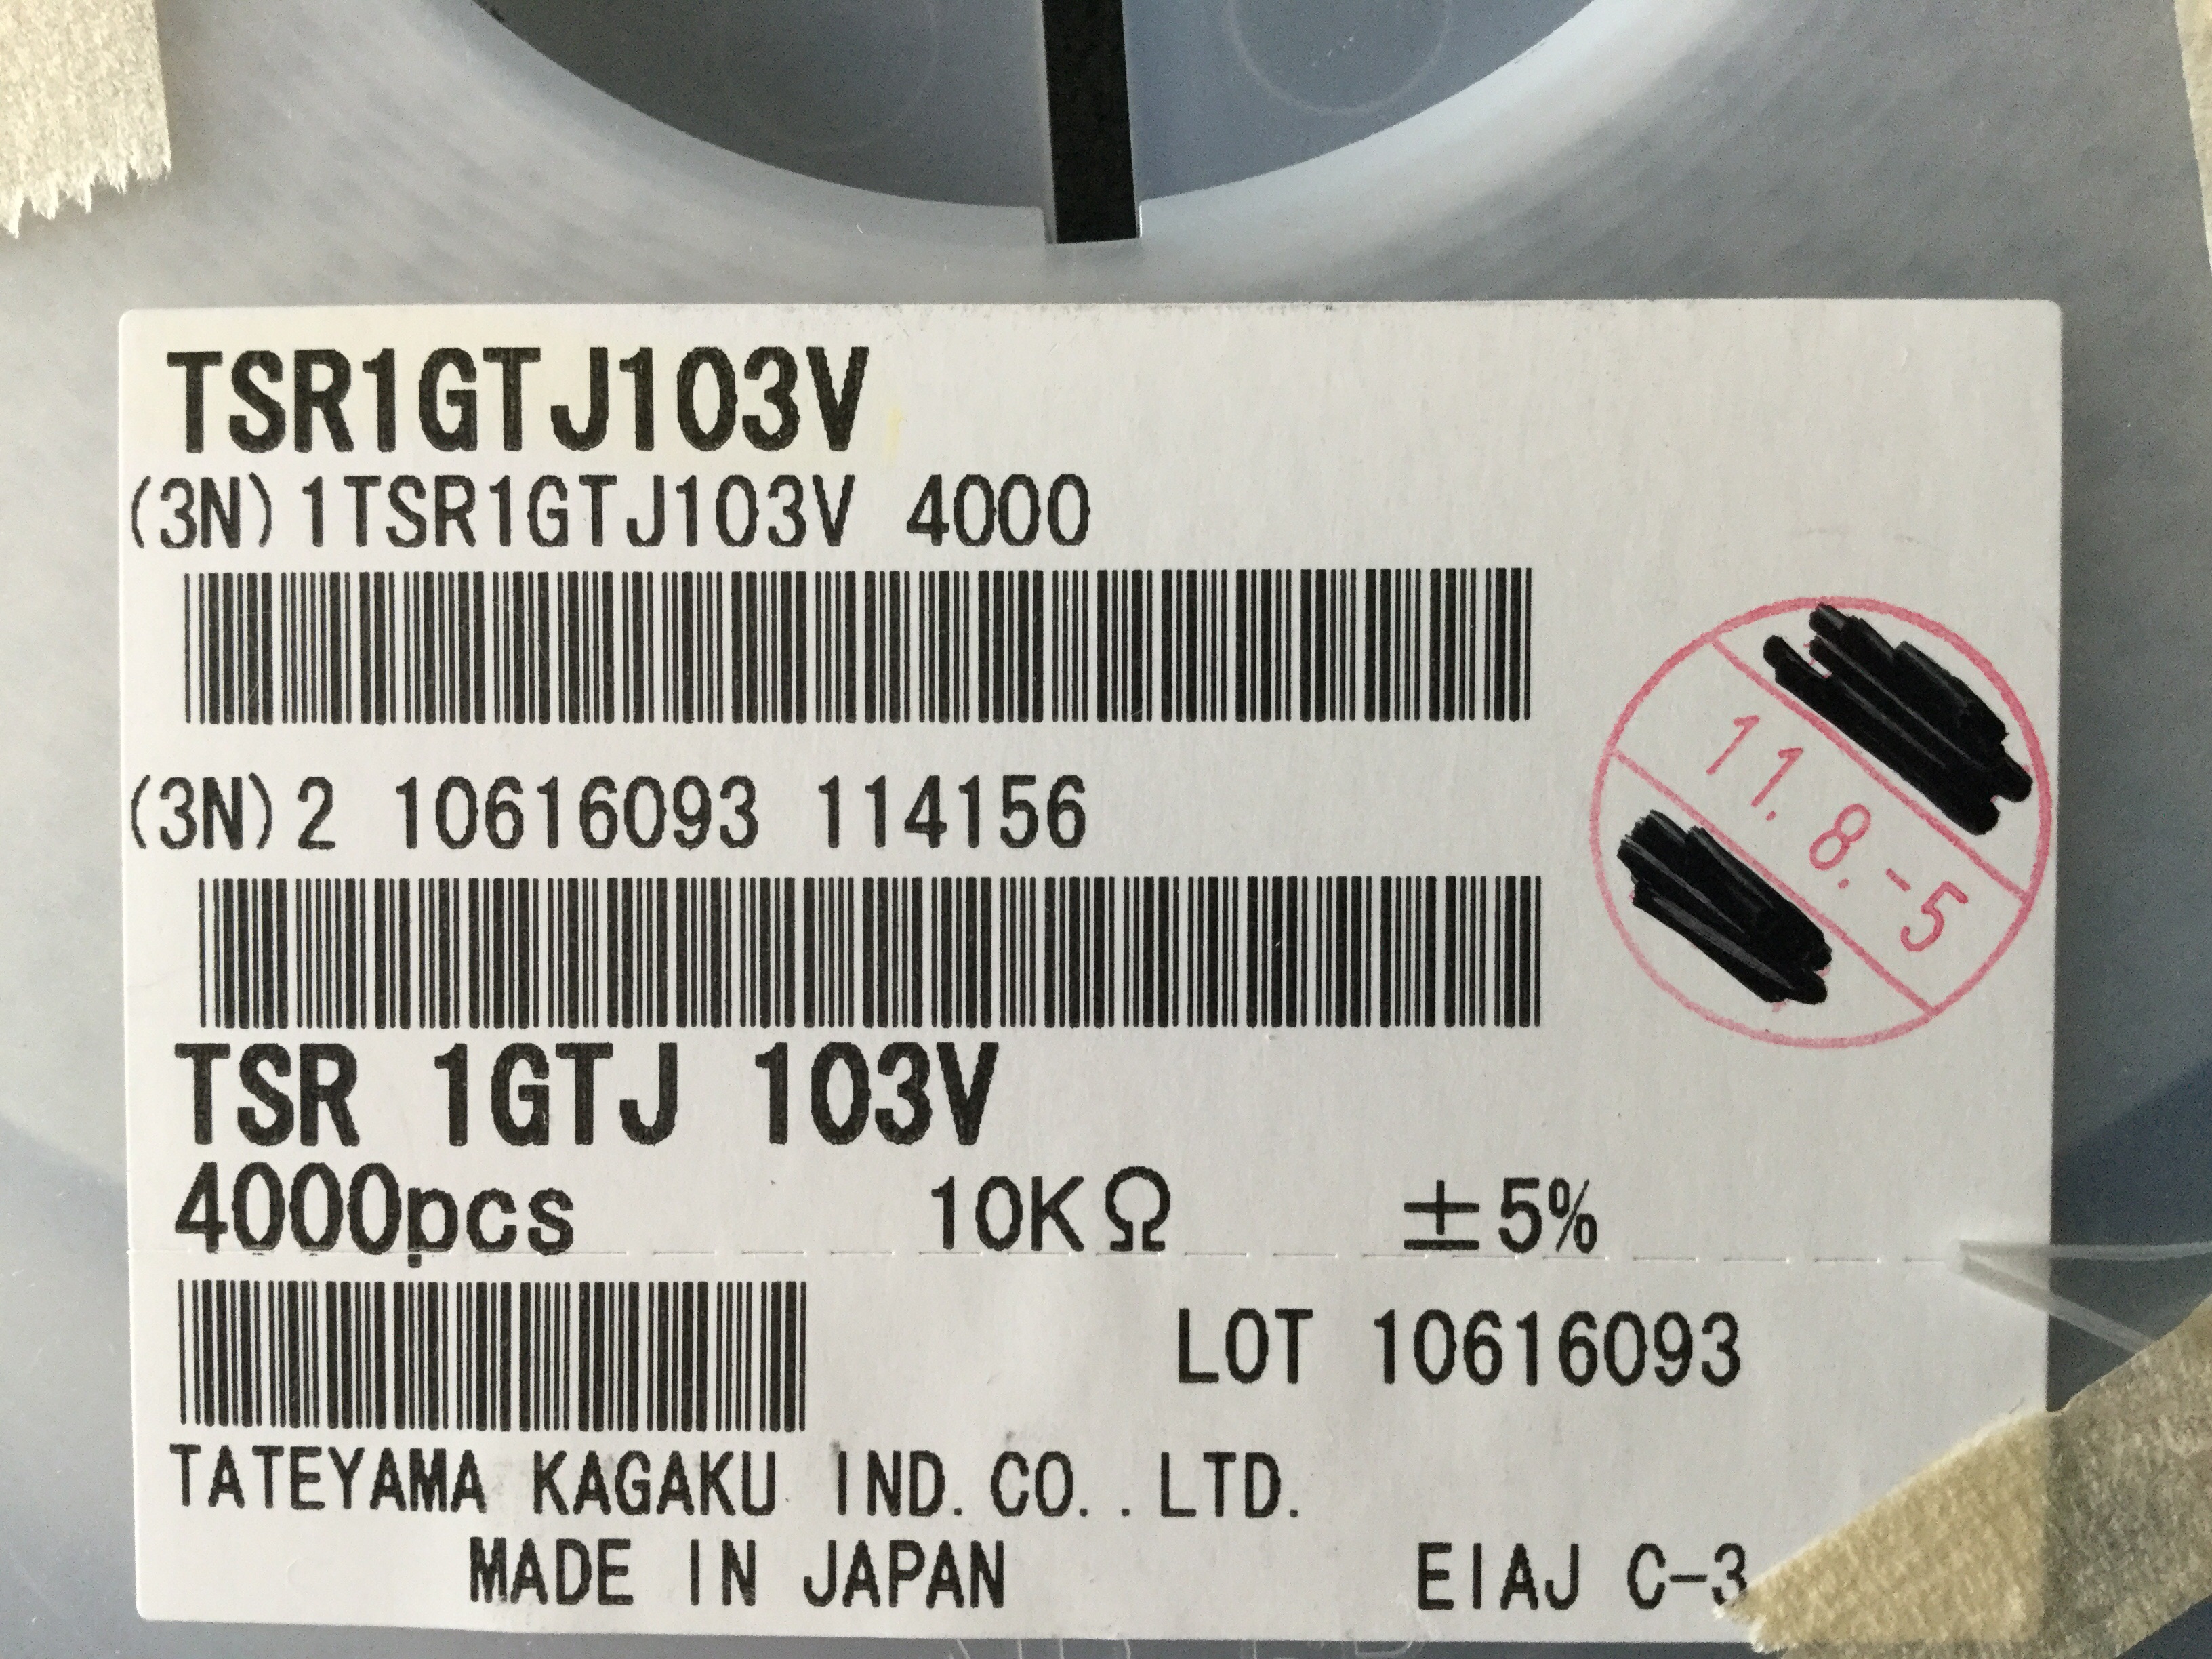 TSR1GTJ103V
(3N)1TSR1GTJ103V 4000
(3N)2 10616093 114156
11.8.-5
TSR 1GTJ 103V
4000pcs 10KΩ ±5%
LOT 10616093
TATEYAMA KAGAKU IND.CO..LTD.
MADE IN JAPAN EIAJ C-3